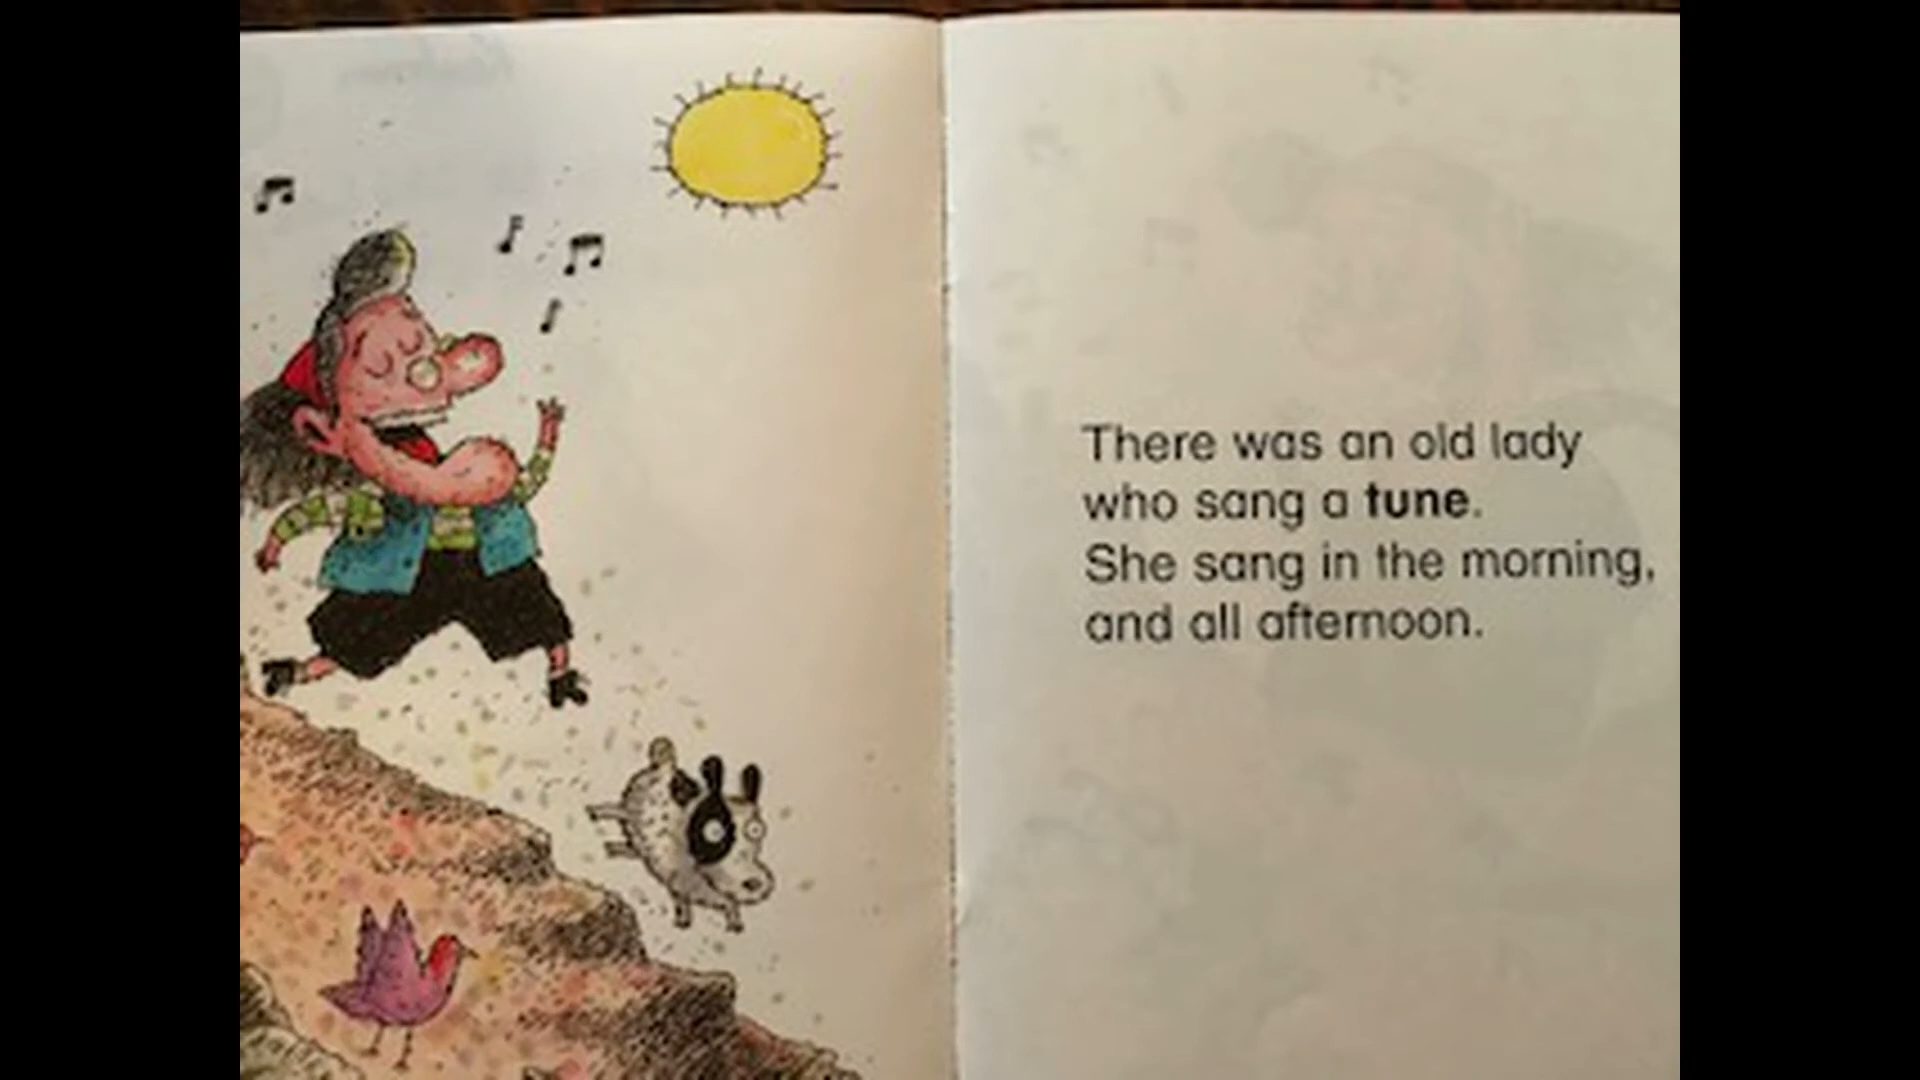 There was an old lady
who sang a tune.
She sang in the morning,
and all afternoon.